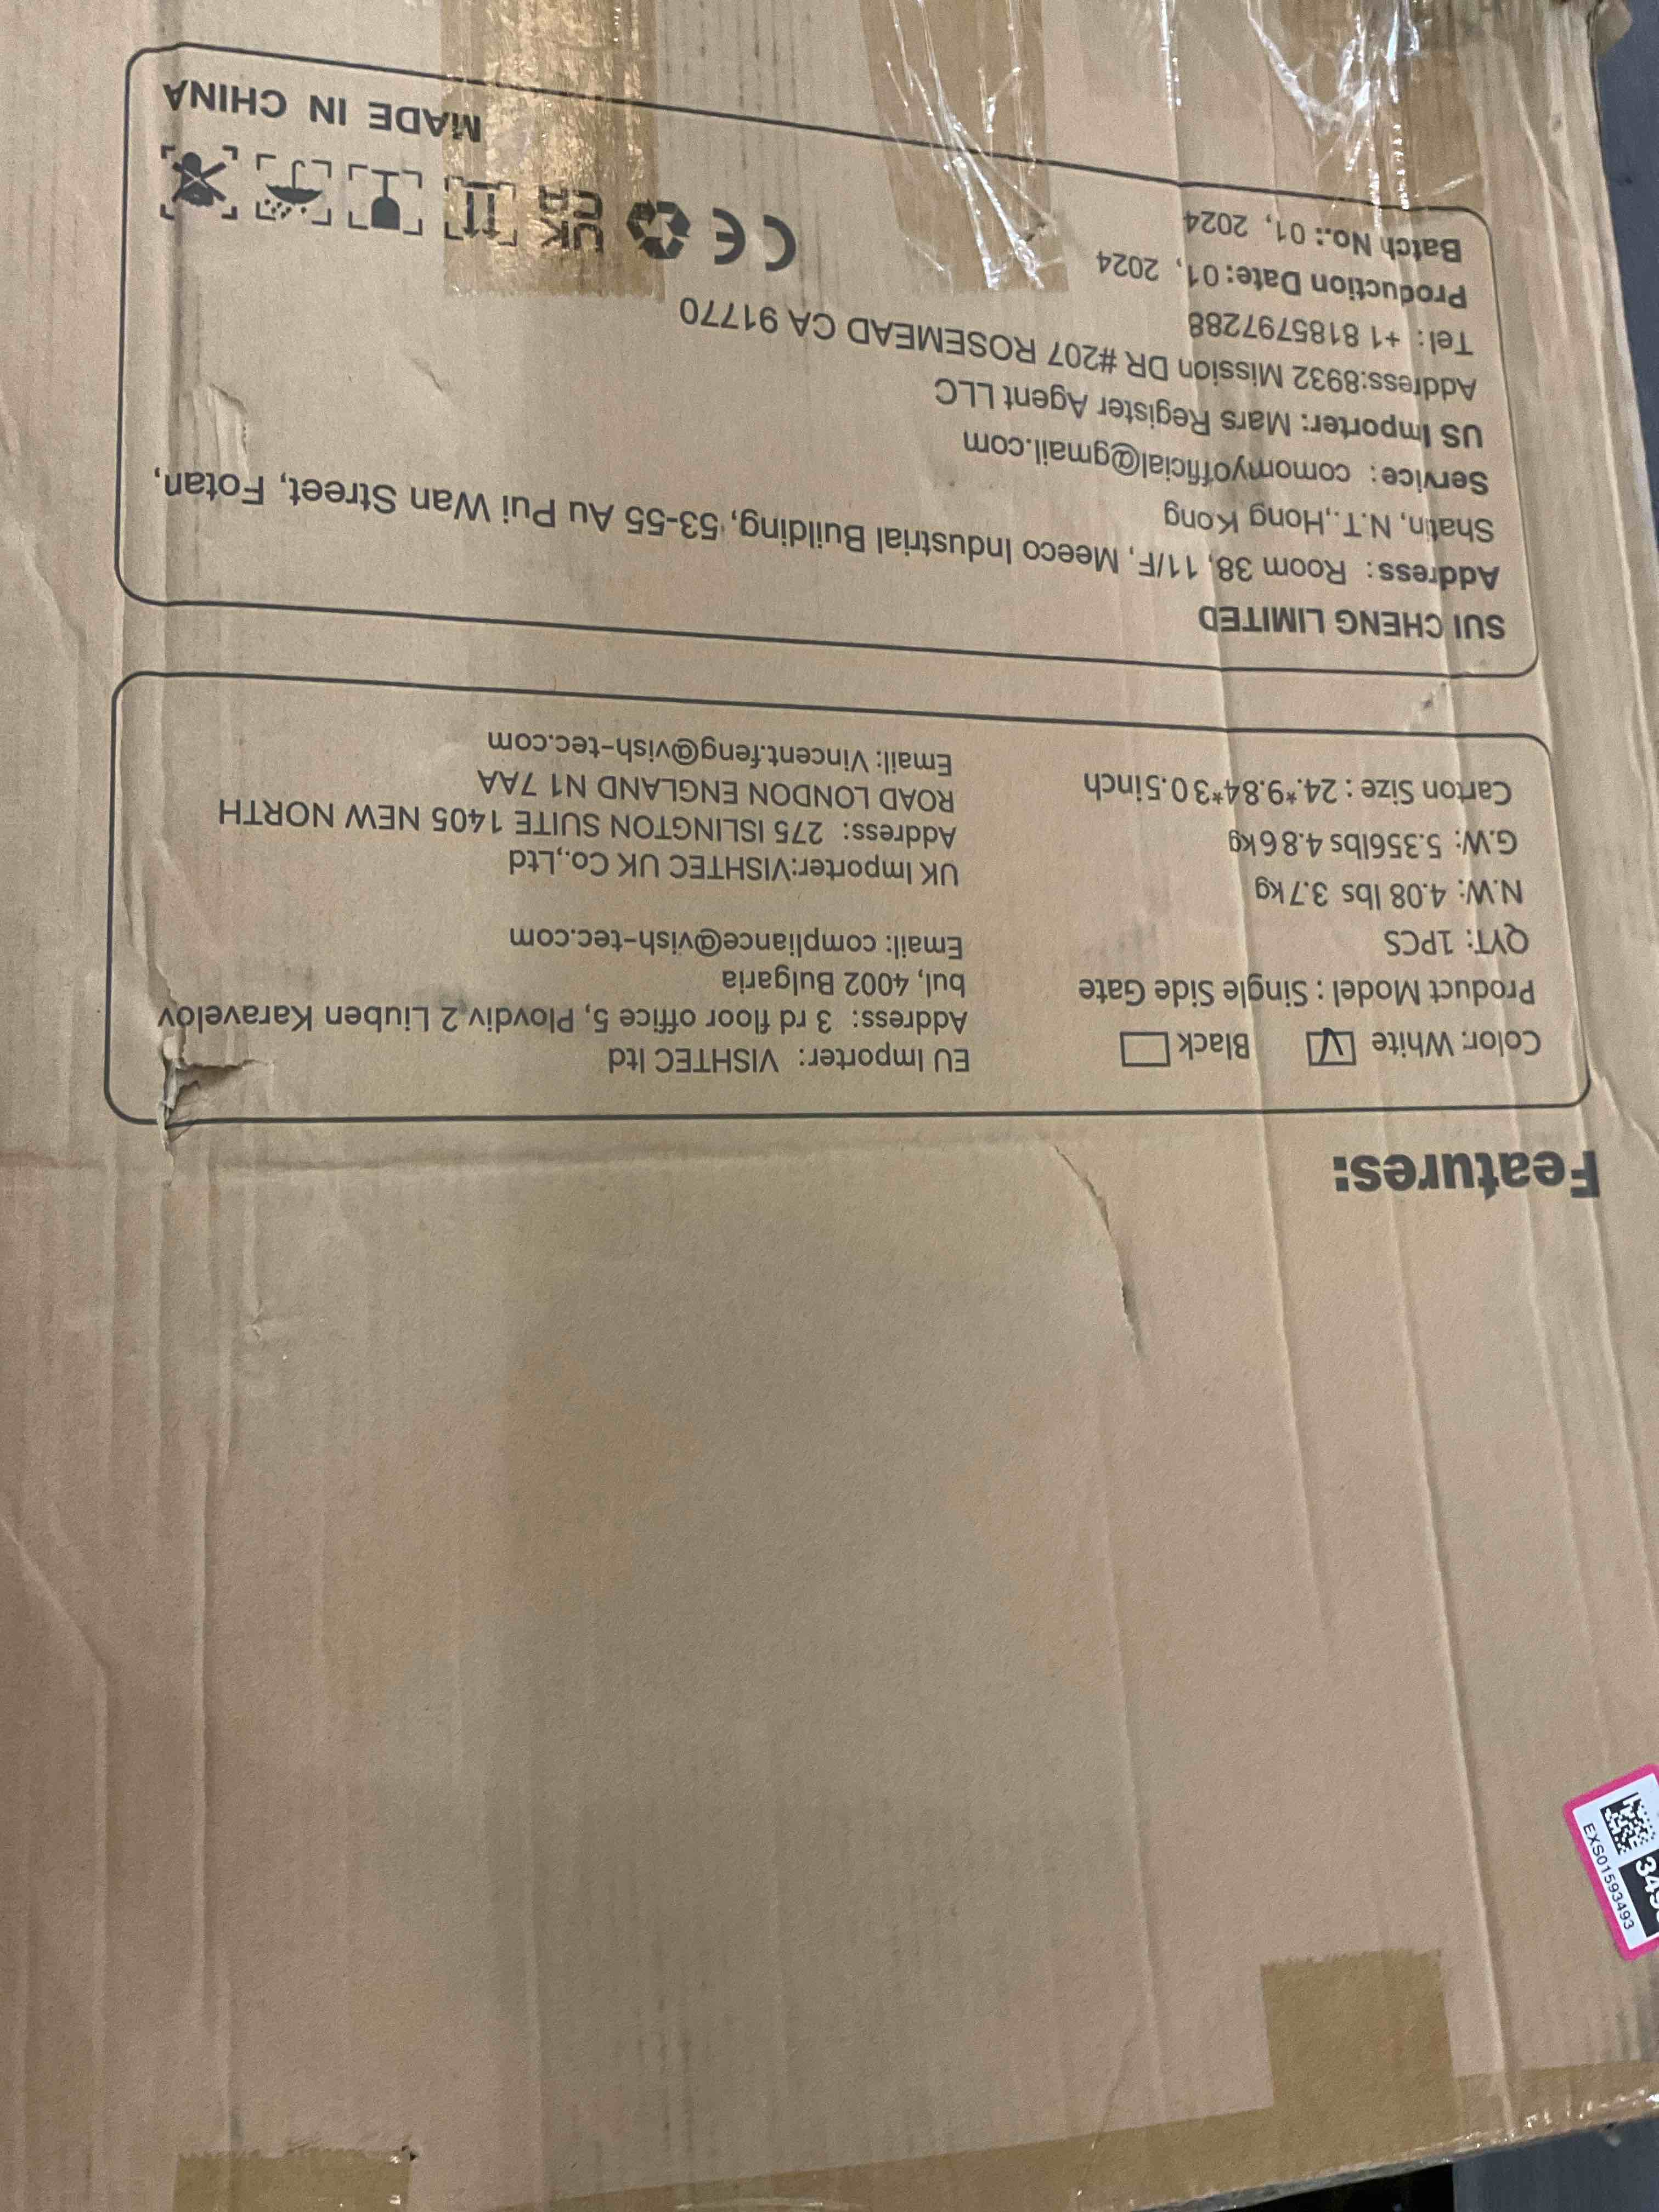 Features:
Color: White Black
Product Model : Single Side Gate
QYT: 1PCS
N.W: 4.08 lbs 3.7kg
G.W: 5.356lbs 4.86kg
Carton Size : 24.*9.84*30.5inch
EU Importer: VISHTEC ltd
Address: 3 rd floor office 5, Plovdiv 2 Liuben Karavelov
bul, 4002 Bulgaria
Email: compliance@vish-tec.com
UK Importer:VISHTEC UK Co.,Ltd
Address: 275 ISLINGTON SUITE 1405 NEW NORTH
ROAD LONDON ENGLAND N1 7AA
Email: Vincent.feng@vish-tec.com
SUI CHENG LIMITED
Address: Room 38, 11/F, Meeco Industrial Building, 53-55 Au Pui Wan Street, Fotan,
Shatin, N.T.,Hong Kong
Service: comomyofficial@gmail.com
US Importer: Mars Register Agent LLC
Address:8932 Mission DR #207 ROSEMEAD CA 91770
Tel: +1 8185797288
Production Date: 01, 2024
Batch No.: 01, 2024
CE
UK
CA
MADE IN CHINA
EXS01593493